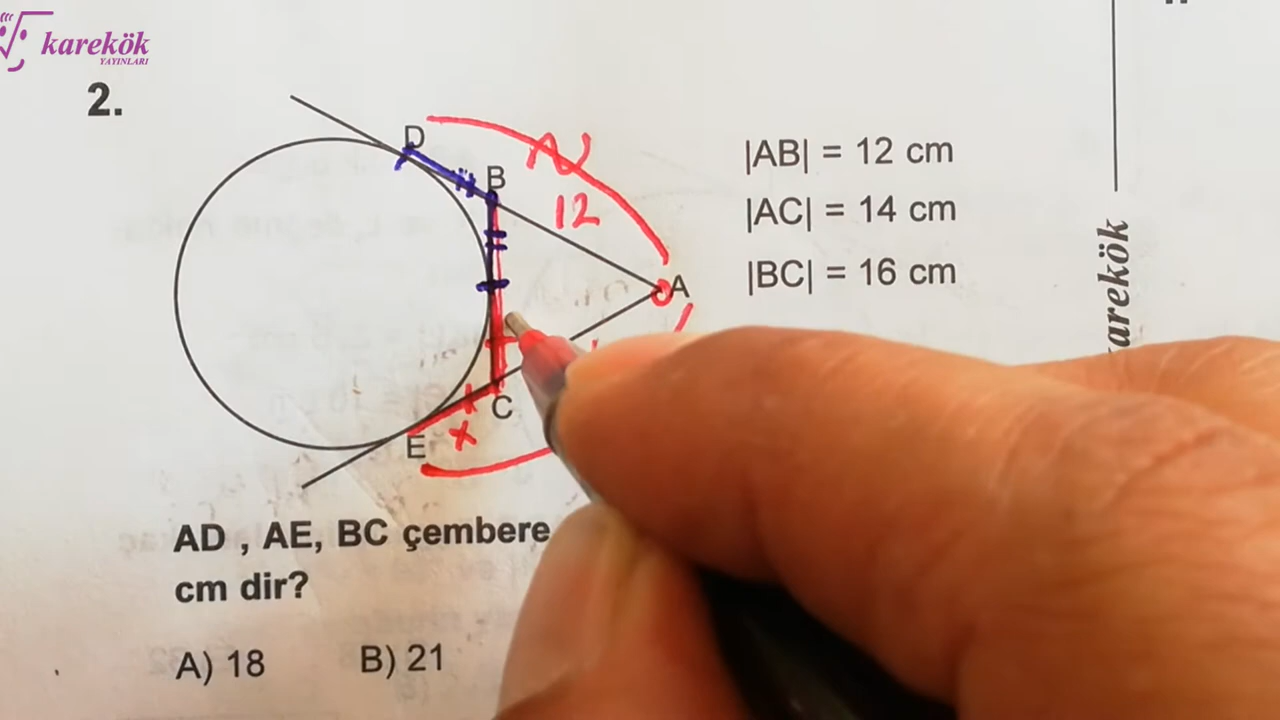 karekök
YAYINLARI
2.
D
B
12
A
C
E
x
|AB| = 12 cm
|AC| = 14 cm
|BC| = 16 cm
karekök
AD , AE, BC çembere
cm dir?
A) 18 B) 21